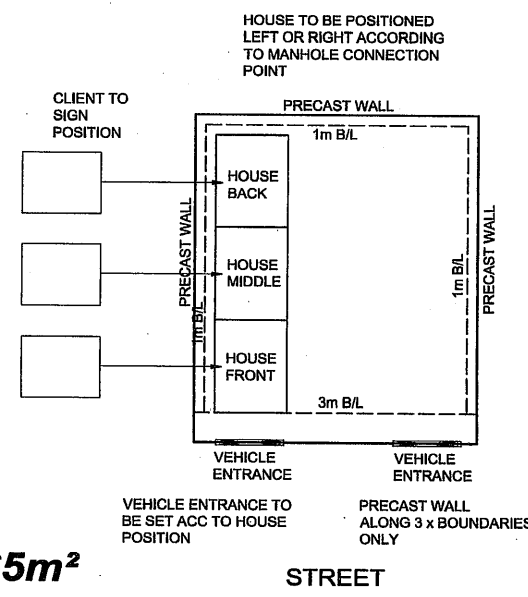 HOUSE TO BE POSITIONED
LEFT OR RIGHT ACCORDING
TO MANHOLE CONNECTION
POINT
CLIENT TO
SIGN
POSITION
PRECAST WALL
1m B/L
HOUSE
BACK
PRECAST WALL
HOUSE
MIDDLE
1m B/L
PRECAST WALL
1m B/L
HOUSE
FRONT
3m B/L
VEHICLE
ENTRANCE
VEHICLE
ENTRANCE
VEHICLE ENTRANCE TO
BE SET ACC TO HOUSE
POSITION
PRECAST WALL
ALONG 3 x BOUNDARIES
ONLY
5m²
STREET